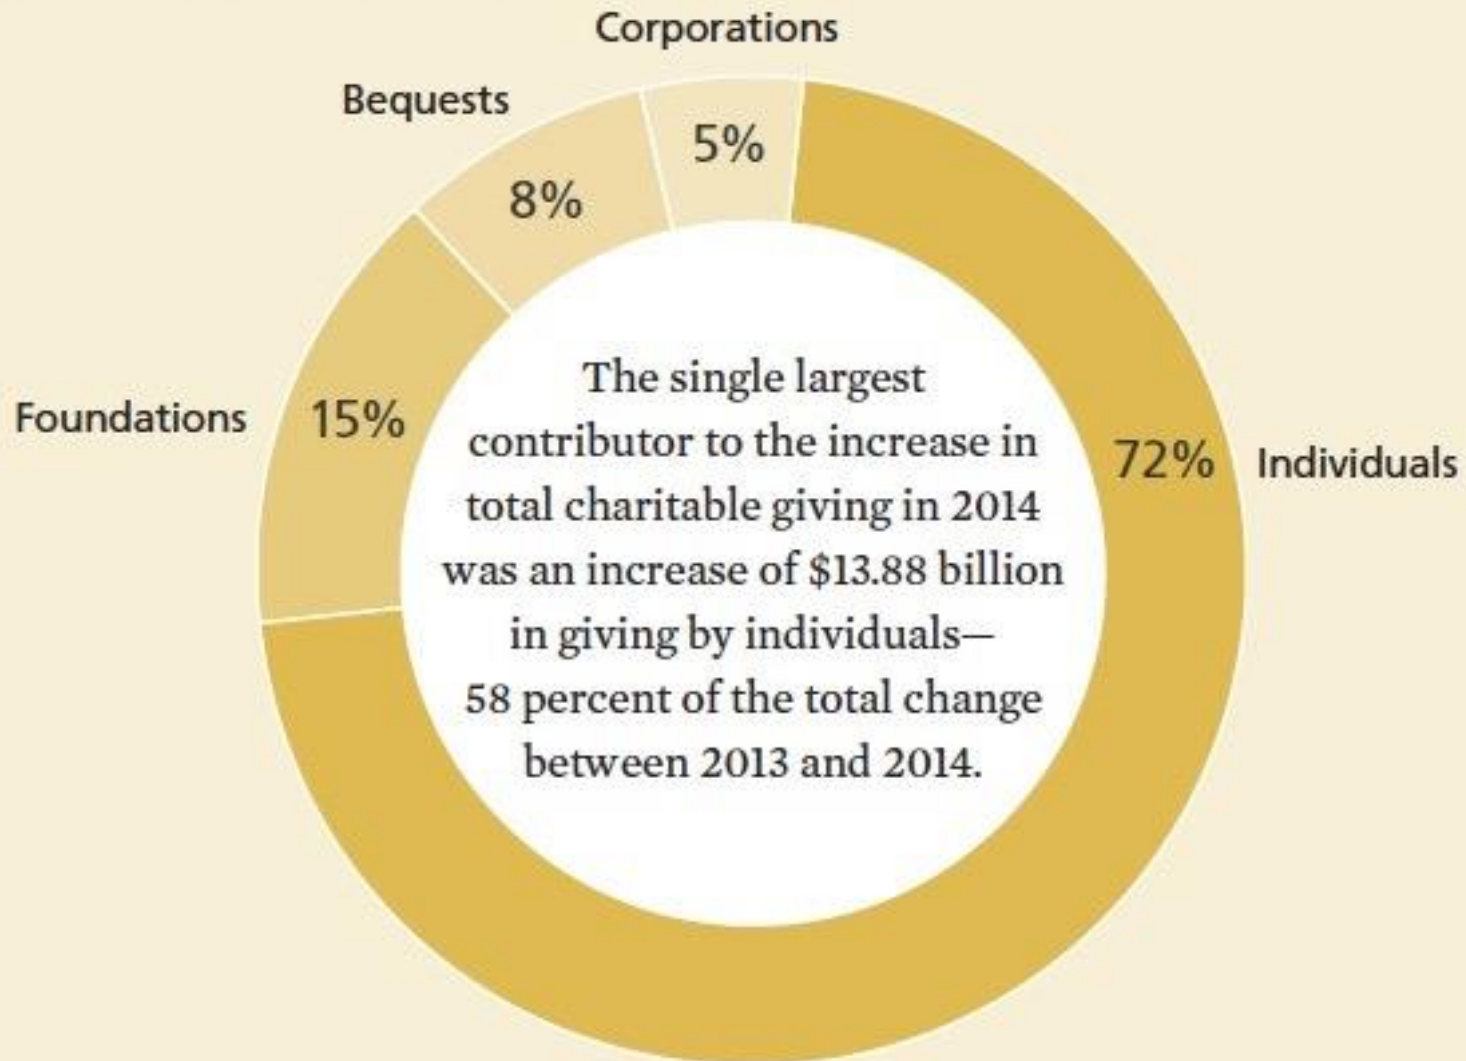 Corporations
Bequests
5%
8%
Foundations
15%
72%
Individuals
The single largest
contributor to the increase in
total charitable giving in 2014
was an increase of $13.88 billion
in giving by individuals—
58 percent of the total change
between 2013 and 2014.